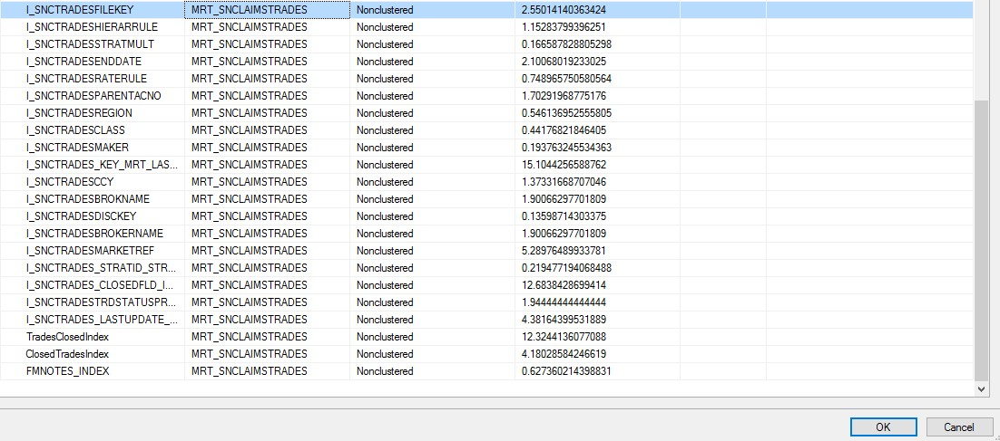 I_SNCTRADESFILEKEY MRT_SNCLAIMSTRADES Nonclustered 2.55014140363424
I_SNCTRADESHIERARRULE MRT_SNCLAIMSTRADES Nonclustered 1.15283799396251
I_SNCTRADESSTRATMULT MRT_SNCLAIMSTRADES Nonclustered 0.166587828805298
I_SNCTRADESENDDATE MRT_SNCLAIMSTRADES Nonclustered 2.10068019233025
I_SNCTRADESRATERULE MRT_SNCLAIMSTRADES Nonclustered 0.748965750580564
I_SNCTRADESPARENTACNO MRT_SNCLAIMSTRADES Nonclustered 1.70291968775176
I_SNCTRADESREGION MRT_SNCLAIMSTRADES Nonclustered 0.546136952555805
I_SNCTRADESCLASS MRT_SNCLAIMSTRADES Nonclustered 0.44176821846405
I_SNCTRADESMAKER MRT_SNCLAIMSTRADES Nonclustered 0.193763245534363
I_SNCTRADES_KEY_MRT_LAS... MRT_SNCLAIMSTRADES Nonclustered 15.1044256588762
I_SNCTRADESCCY MRT_SNCLAIMSTRADES Nonclustered 1.37331668707046
I_SNCTRADESBROKNAME MRT_SNCLAIMSTRADES Nonclustered 1.90066297701809
I_SNCTRADESDISCKEY MRT_SNCLAIMSTRADES Nonclustered 0.13598714303375
I_SNCTRADESBROKERNAME MRT_SNCLAIMSTRADES Nonclustered 1.90066297701809
I_SNCTRADESMARKETREF MRT_SNCLAIMSTRADES Nonclustered 5.28976489933781
I_SNCTRADES_STRATID_STR... MRT_SNCLAIMSTRADES Nonclustered 0.219477194068488
I_SNCTRADES_CLOSEDFLD_I... MRT_SNCLAIMSTRADES Nonclustered 12.6838428699414
I_SNCTRADESTRDSTATUSPR... MRT_SNCLAIMSTRADES Nonclustered 1.94444444444444
I_SNCTRADES_LASTUPDATE_... MRT_SNCLAIMSTRADES Nonclustered 4.38164399531889
TradesClosedIndex MRT_SNCLAIMSTRADES Nonclustered 12.3244136077088
ClosedTradesIndex MRT_SNCLAIMSTRADES Nonclustered 4.18028584246619
FMNOTES_INDEX MRT_SNCLAIMSTRADES Nonclustered 0.627360214398831
OK Cancel